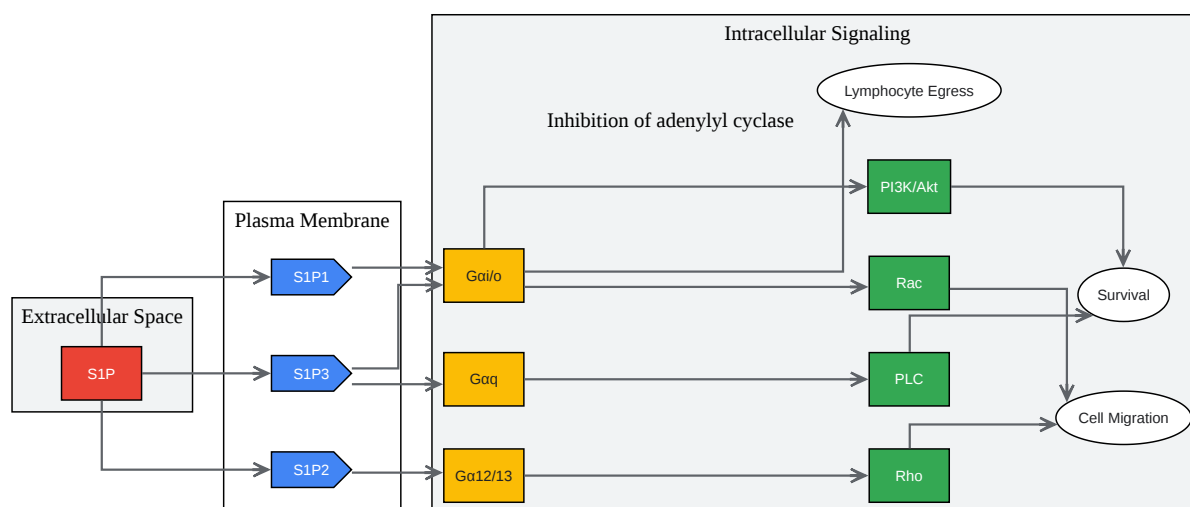 Intracellular Signaling
Lymphocyte Egress
Inhibition of adenylyl cyclase
PI3K/Akt
Plasma Membrane
S1P1
Gαi/o
Rac
Survival
Extracellular Space
S1P
S1P3
Gαq
PLC
Cell Migration
S1P2
Gα12/13
Rho